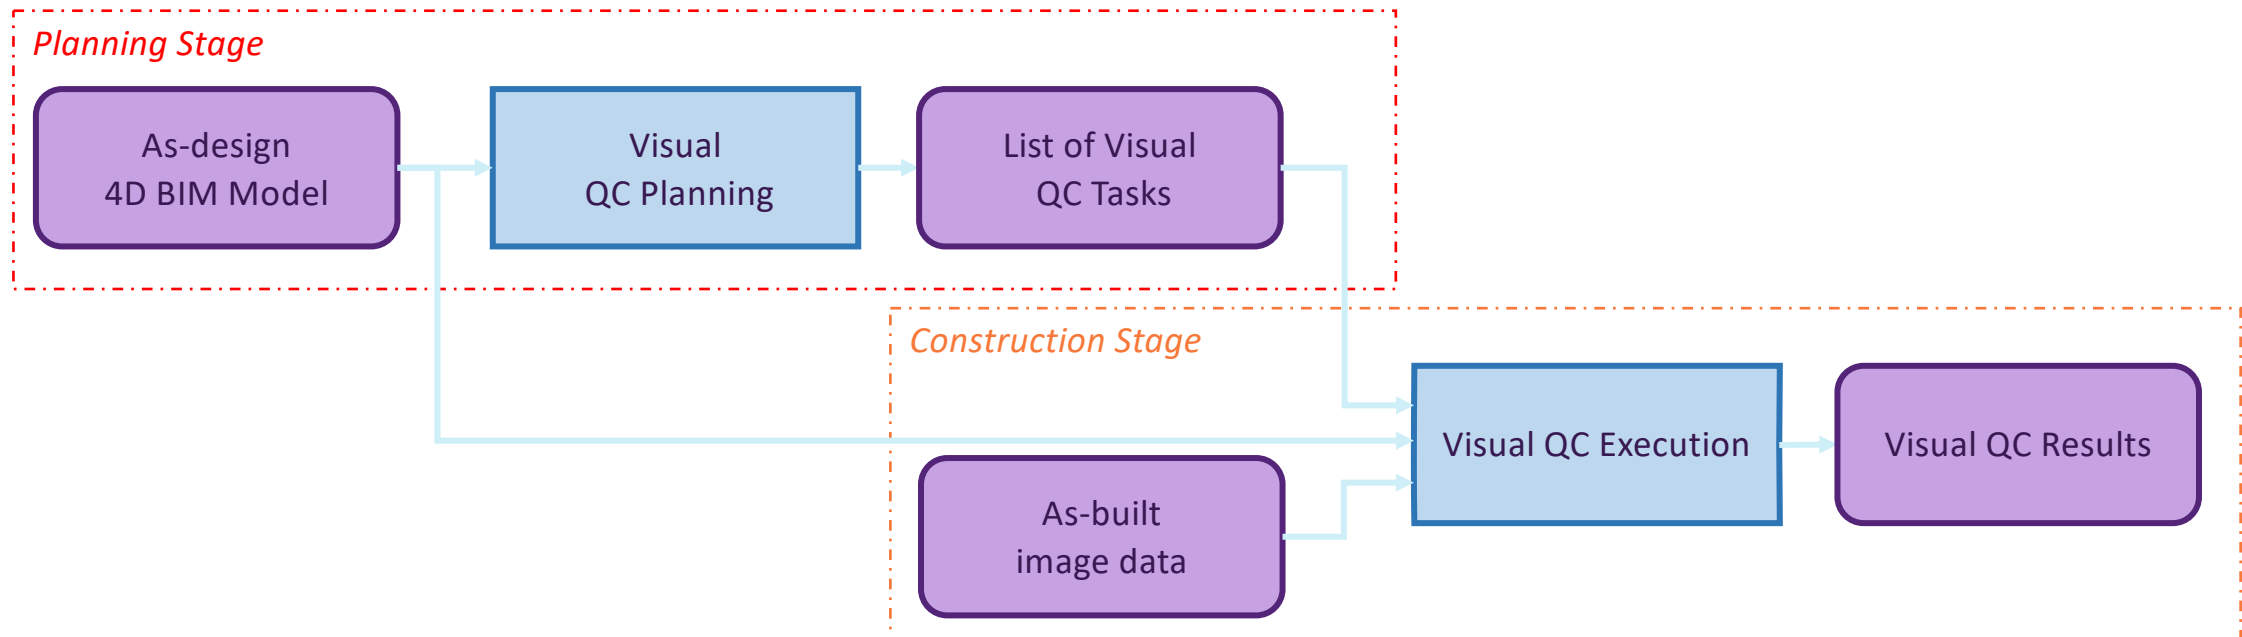 Planning Stage
As-design
4D BIM Model
Visual
QC Planning
List of Visual
QC Tasks
Construction Stage
Visual QC Execution
Visual QC Results
As-built
image data